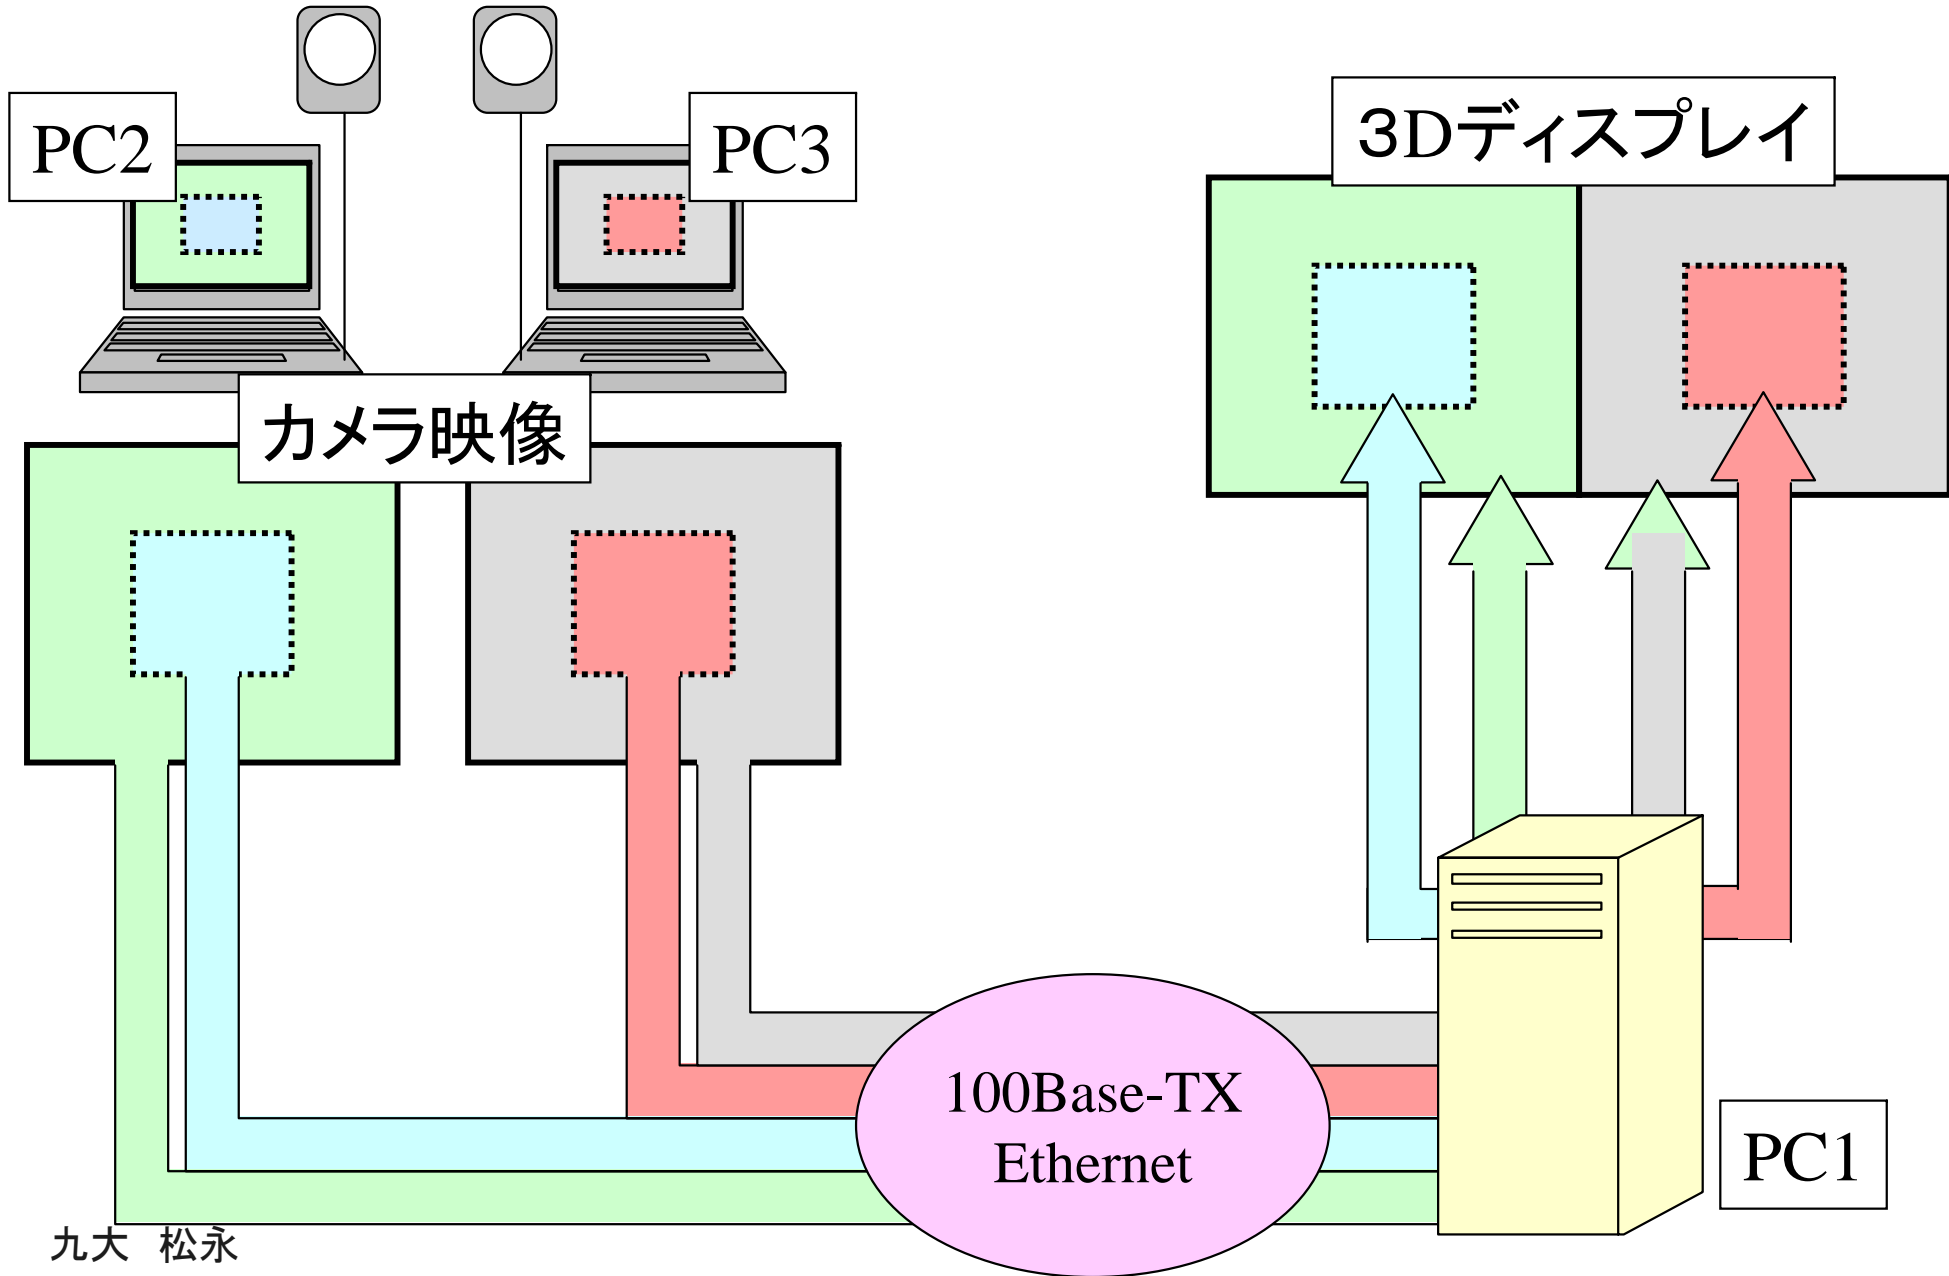 PC2
PC3
3Dディスプレイ
カメラ映像
100Base-TX
Ethernet
PC1
九大　松永